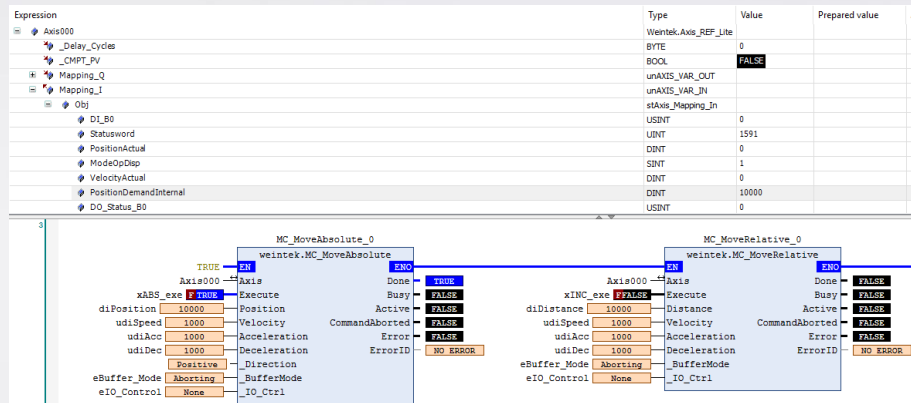 Expression Type Value Prepared value
Axis000 Weintek.Axis_REF_Lite
_Delay_Cycles BYTE 0
_CMPT_PV BOOL FALSE
Mapping_Q unAXIS_VAR_OUT
Mapping_I unAXIS_VAR_IN
Obj stAxis_Mapping_In
DI_B0 USINT 0
Statusword UINT 1591
PositionActual DINT 0
ModeOpDisp SINT 1
VelocityActual DINT 0
PositionDemandInternal DINT 10000
DO_Status_B0 USINT 0
3
MC_MoveAbsolute_0 MC_MoveRelative_0
weintek.MC_MoveAbsolute weintek.MC_MoveRelative
TRUE EN ENO EN ENO
Axis000 Axis Done TRUE Axis000 Axis Done FALSE
xABS_exe F TRUE Execute Busy FALSE xINC_exe F FALSE Execute Busy FALSE
diPosition 10000 Position Active FALSE diDistance 10000 Distance Active FALSE
udiSpeed 1000 Velocity CommandAborted FALSE udiSpeed 1000 Velocity CommandAborted FALSE
udiAcc 1000 Acceleration Error FALSE udiAcc 1000 Acceleration Error FALSE
udiDec 1000 Deceleration ErrorID NO ERROR udiDec 1000 Deceleration ErrorID NO ERROR
Positive _Direction eBuffer_Mode Aborting _BufferMode
eBuffer_Mode Aborting _BufferMode eIO_Control None _IO_Ctrl
eIO_Control None _IO_Ctrl